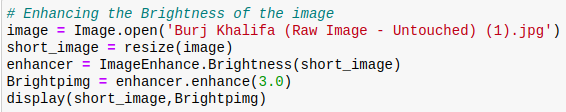 # Enhancing the Brightness of the image
image = Image.open('Burj Khalifa (Raw Image - Untouched) (1).jpg')
short_image = resize(image)
enhancer = ImageEnhance.Brightness(short_image)
Brightpimg = enhancer.enhance(3.0)
display(short_image,Brightpimg)